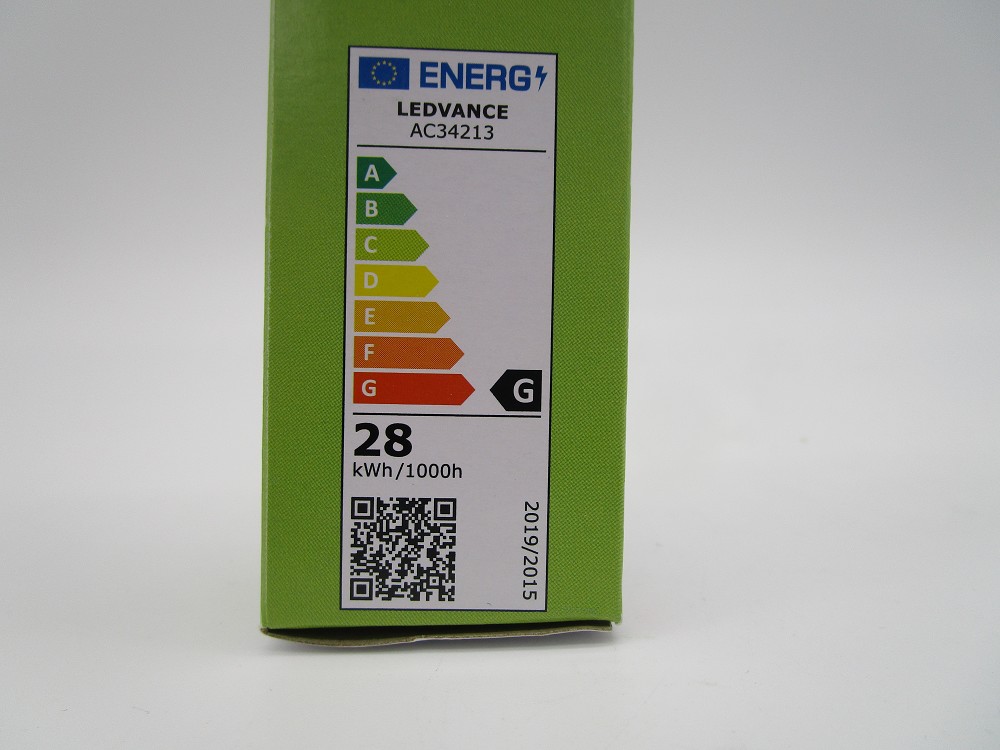 ENERG
LEDVANCE
AC34213
A
B
C
D
E
F
G
G
28
kWh/1000h
2019/2015